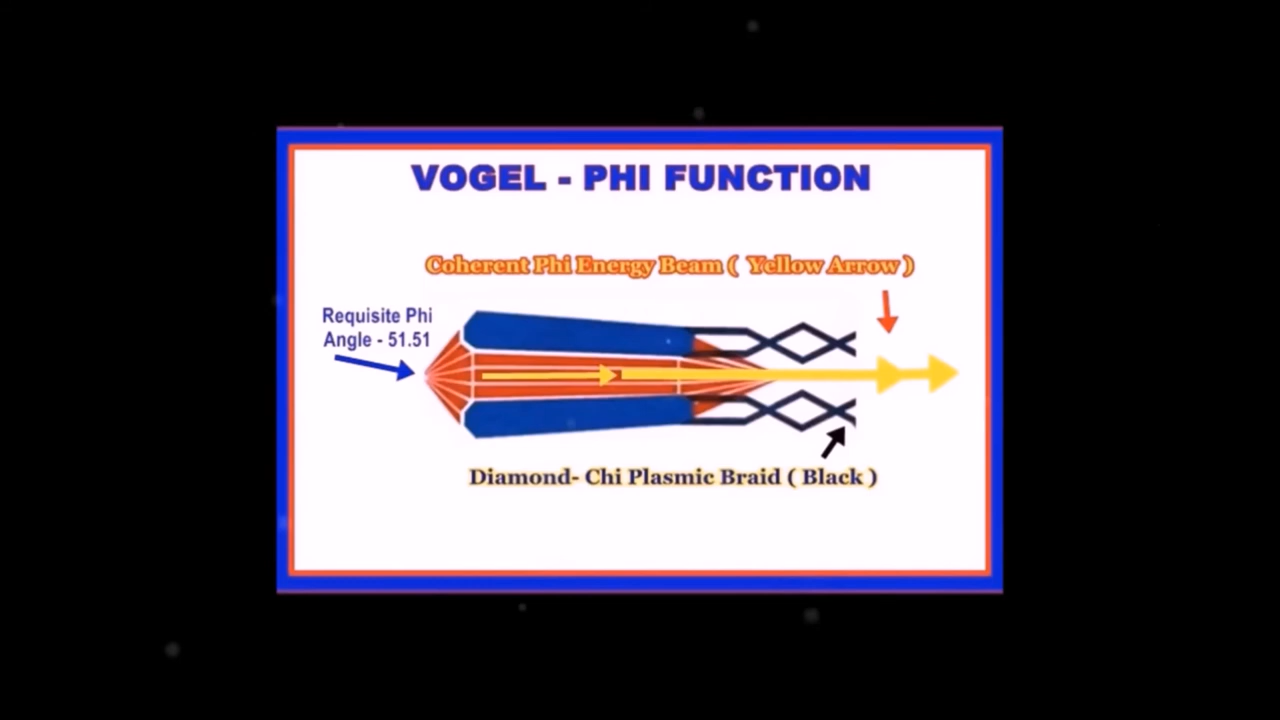 VOGEL - PHI FUNCTION
Coherent Phi Energy Beam ( Yellow Arrow )
Requisite Phi
Angle - 51.51
Diamond- Chi Plasmic Braid ( Black )